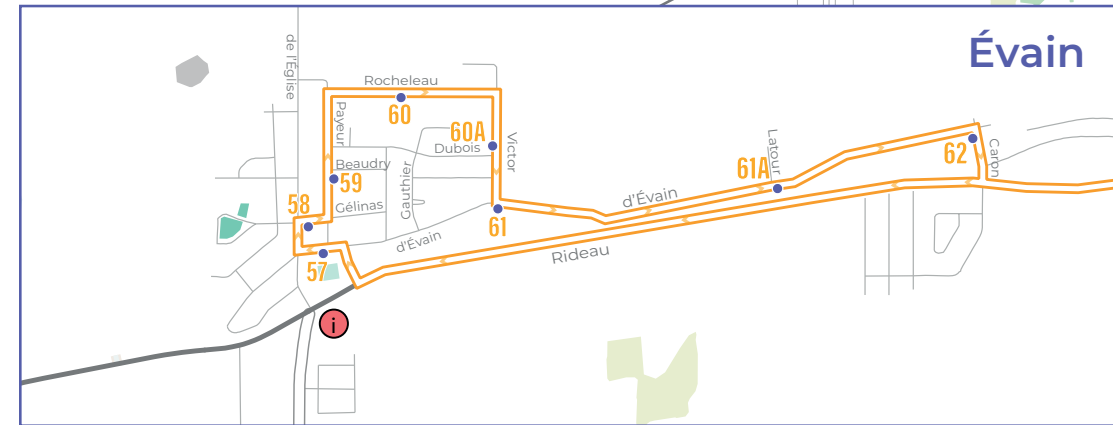 Évain
de l'Église
Rocheleau
Payeur
60
60A
Dubois
Victor
Latour
61A
62
Caron
Beaudry
59
Gauthier
58
Gélinas
d'Évain
61
d'Évain
57
Rideau
i